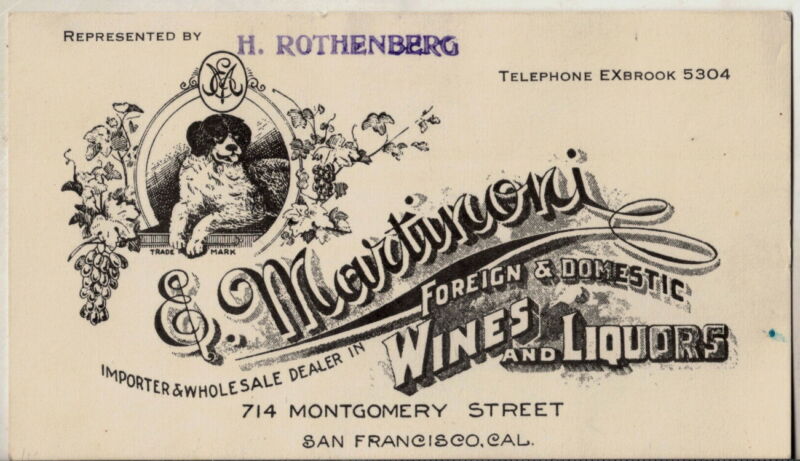 REPRESENTED BY
H. ROTHENBERG
TELEPHONE EXBROOK 5304
TRADE MARK
E. Martinoni
IMPORTER & WHOLESALE DEALER IN
FOREIGN & DOMESTIC
WINES AND LIQUORS
714 MONTGOMERY STREET
SAN FRANCISCO, CAL.